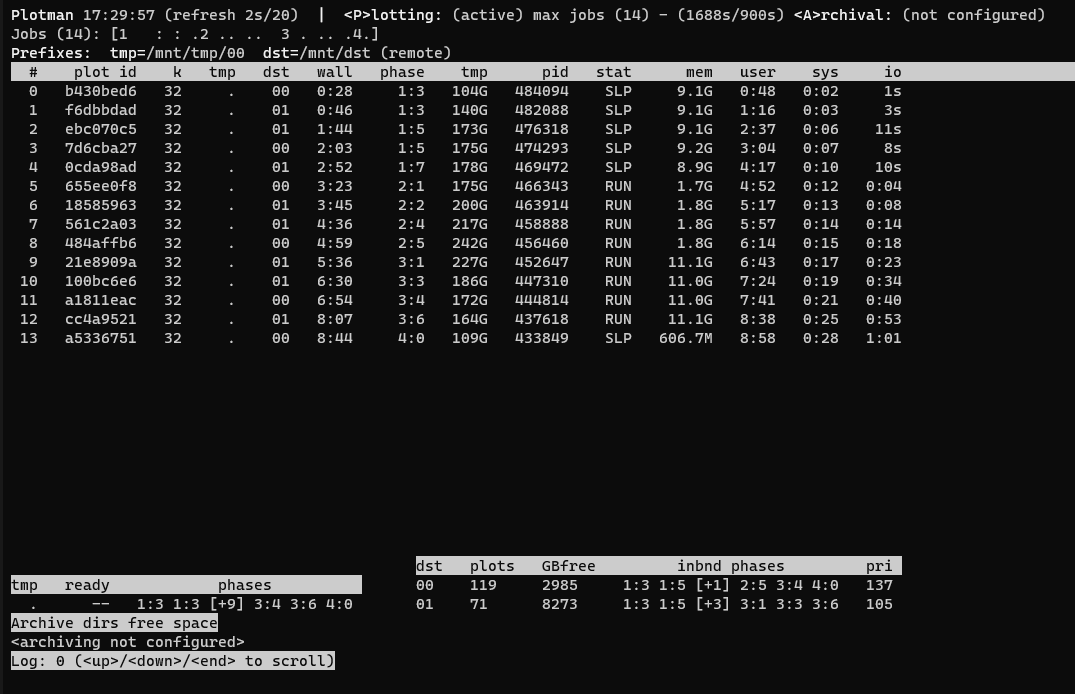 Plotman 17:29:57 (refresh 2s/20)  |  <P>lotting: (active) max jobs (14) - (1688s/900s) <A>rchival: (not configured)
Jobs (14): [1   : : .2 .. ..  3 . .. .4.]
Prefixes:  tmp=/mnt/tmp/00  dst=/mnt/dst (remote)
  #    plot id    k   tmp   dst   wall   phase    tmp      pid   stat      mem   user    sys     io
  0   b430bed6   32     .    00   0:28     1:3   104G   484094    SLP     9.1G   0:48   0:02     1s
  1   f6dbbdad   32     .    01   0:46     1:3   140G   482088    SLP     9.1G   1:16   0:03     3s
  2   ebc070c5   32     .    01   1:44     1:5   173G   476318    SLP     9.1G   2:37   0:06    11s
  3   7d6cba27   32     .    00   2:03     1:5   175G   474293    SLP     9.2G   3:04   0:07     8s
  4   0cda98ad   32     .    01   2:52     1:7   178G   469472    SLP     8.9G   4:17   0:10    10s
  5   655ee0f8   32     .    00   3:23     2:1   175G   466343    RUN     1.7G   4:52   0:12   0:04
  6   18585963   32     .    01   3:45     2:2   200G   463914    RUN     1.8G   5:17   0:13   0:08
  7   561c2a03   32     .    01   4:36     2:4   217G   458888    RUN     1.8G   5:57   0:14   0:14
  8   484affb6   32     .    00   4:59     2:5   242G   456460    RUN     1.8G   6:14   0:15   0:18
  9   21e8909a   32     .    01   5:36     3:1   227G   452647    RUN    11.1G   6:43   0:17   0:23
 10   100bc6e6   32     .    01   6:30     3:3   186G   447310    RUN    11.0G   7:24   0:19   0:34
 11   a1811eac   32     .    00   6:54     3:4   172G   444814    RUN    11.0G   7:41   0:21   0:40
 12   cc4a9521   32     .    01   8:07     3:6   164G   437618    RUN    11.1G   8:38   0:25   0:53
 13   a5336751   32     .    00   8:44     4:0   109G   433849    SLP   606.7M   8:58   0:28   1:01
tmp   ready            phases
  .      --   1:3 1:3 [+9] 3:4 3:6 4:0
dst   plots   GBfree         inbnd phases         pri
00    119     2985     1:3 1:5 [+1] 2:5 3:4 4:0   137
01    71      8273     1:3 1:5 [+3] 3:1 3:3 3:6   105
Archive dirs free space
<archiving not configured>
Log: 0 (<up>/<down>/<end> to scroll)